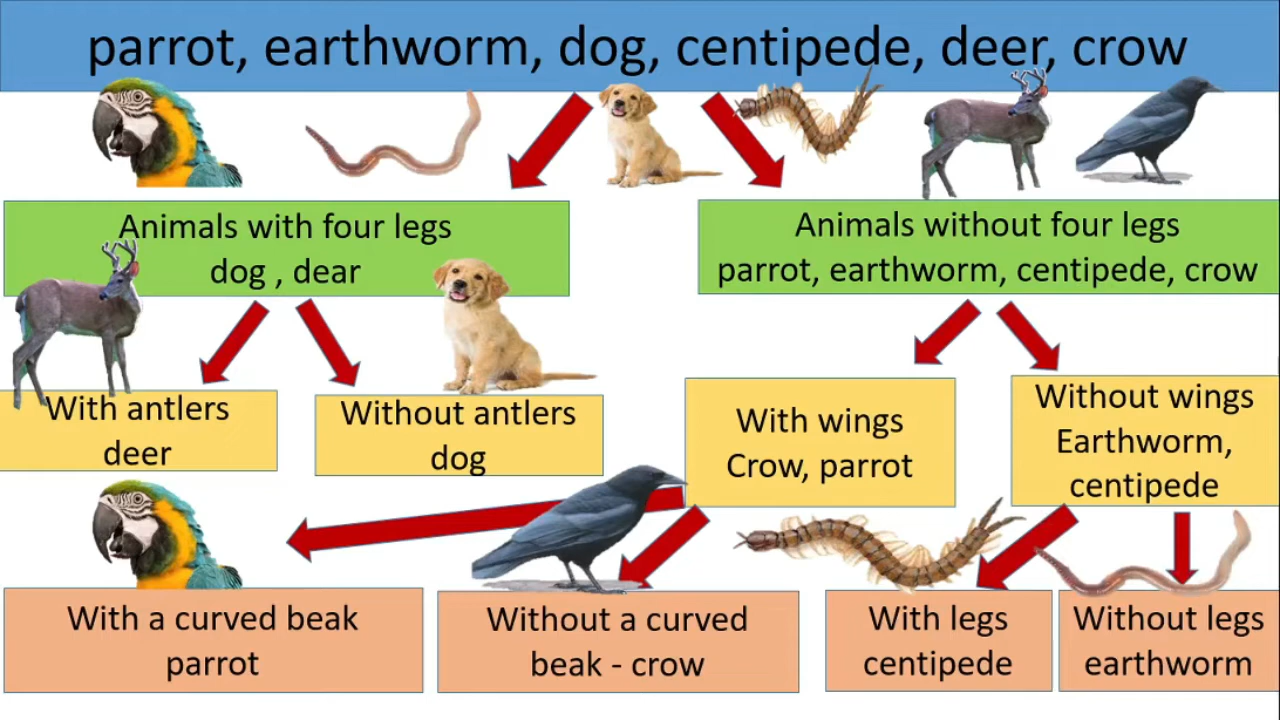 parrot, earthworm, dog, centipede, deer, crow
Animals with four legs
dog , dear
Animals without four legs
parrot, earthworm, centipede, crow
With antlers
deer
Without antlers
dog
With wings
Crow, parrot
Without wings
Earthworm,
centipede
With a curved beak
parrot
Without a curved
beak - crow
With legs
centipede
Without legs
earthworm